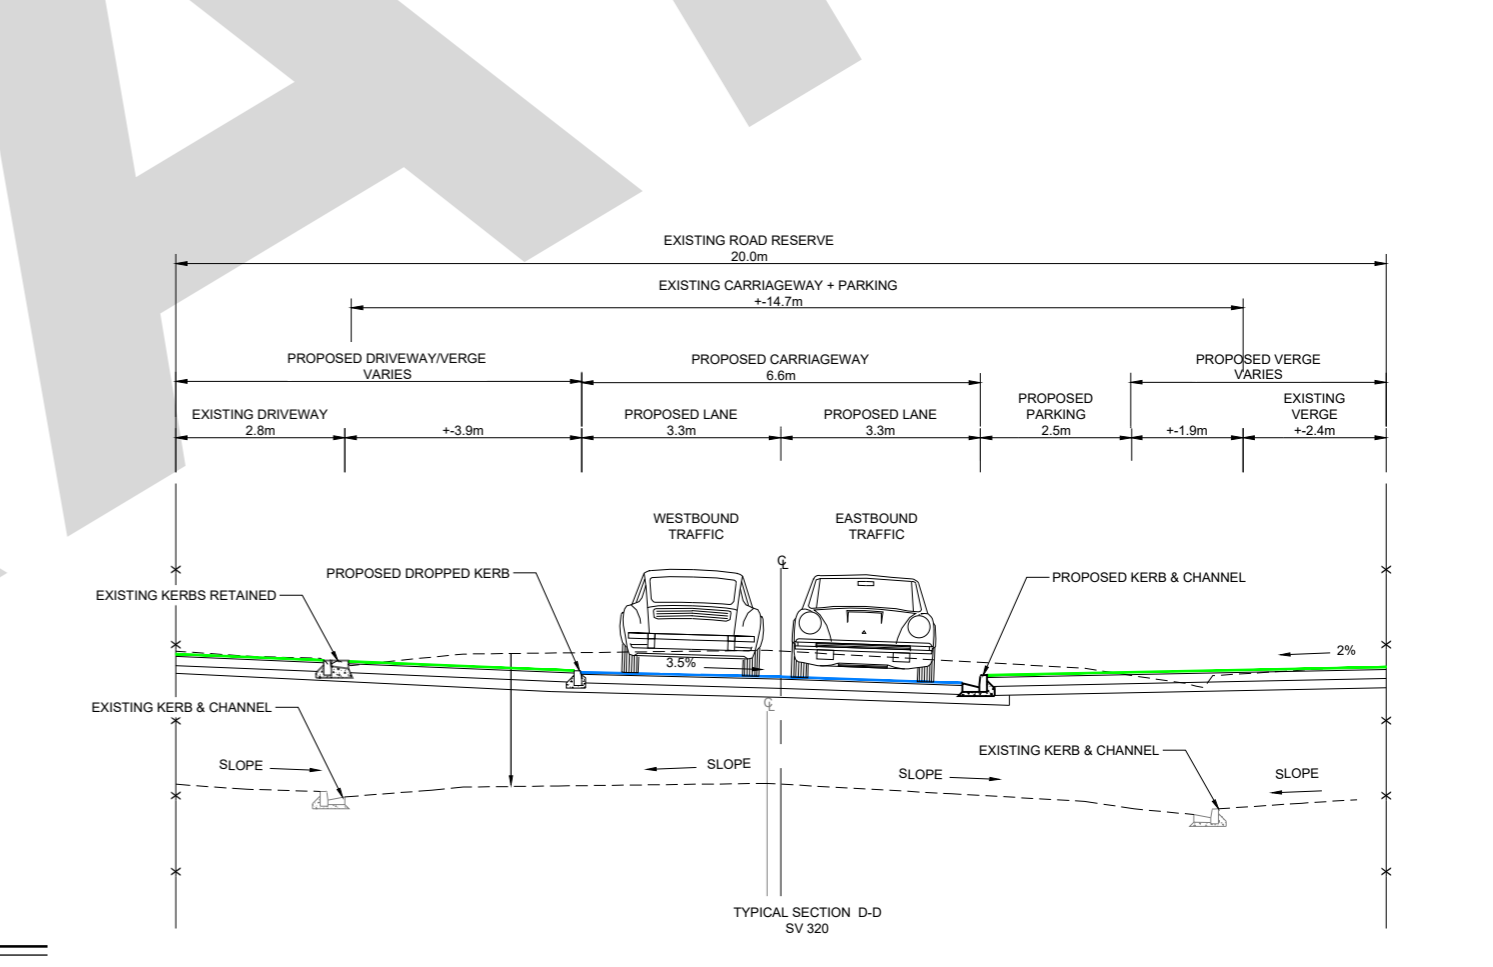 EXISTING ROAD RESERVE
20.0m
EXISTING CARRIAGEWAY + PARKING
+-14.7m
PROPOSED DRIVEWAY/VERGE
VARIES
PROPOSED CARRIAGEWAY
6.6m
PROPOSED VERGE
VARIES
EXISTING DRIVEWAY
2.8m
+-3.9m
PROPOSED LANE
3.3m
PROPOSED LANE
3.3m
PROPOSED
PARKING
2.5m
+-1.9m
EXISTING
VERGE
+-2.4m
WESTBOUND
TRAFFIC
EASTBOUND
TRAFFIC
℄
PROPOSED DROPPED KERB
PROPOSED KERB & CHANNEL
EXISTING KERBS RETAINED
3.5%
2%
EXISTING KERB & CHANNEL
℄
EXISTING KERB & CHANNEL
SLOPE
SLOPE
SLOPE
SLOPE
TYPICAL SECTION D-D
SV 320